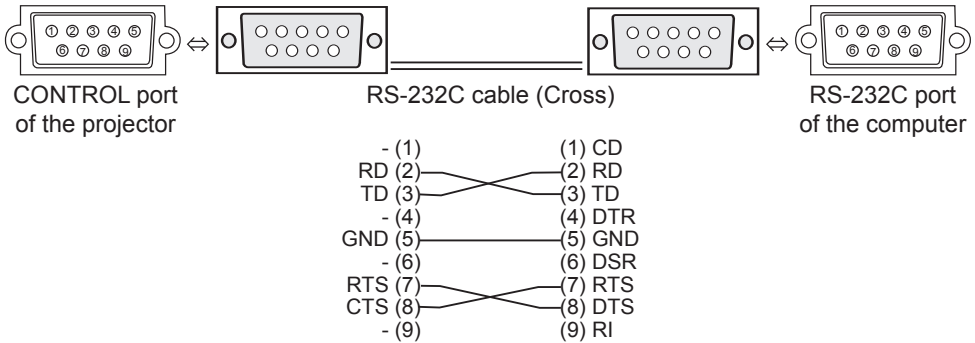 ① ② ③ ④ ⑤
⑥ ⑦ ⑧ ⑨
① ② ③ ④ ⑤
⑥ ⑦ ⑧ ⑨
CONTROL port
of the projector
RS-232C cable (Cross)
RS-232C port
of the computer
- (1) (1) CD
RD (2) (2) RD
TD (3) (3) TD
- (4) (4) DTR
GND (5) (5) GND
- (6) (6) DSR
RTS (7) (7) RTS
CTS (8) (8) DTS
- (9) (9) RI